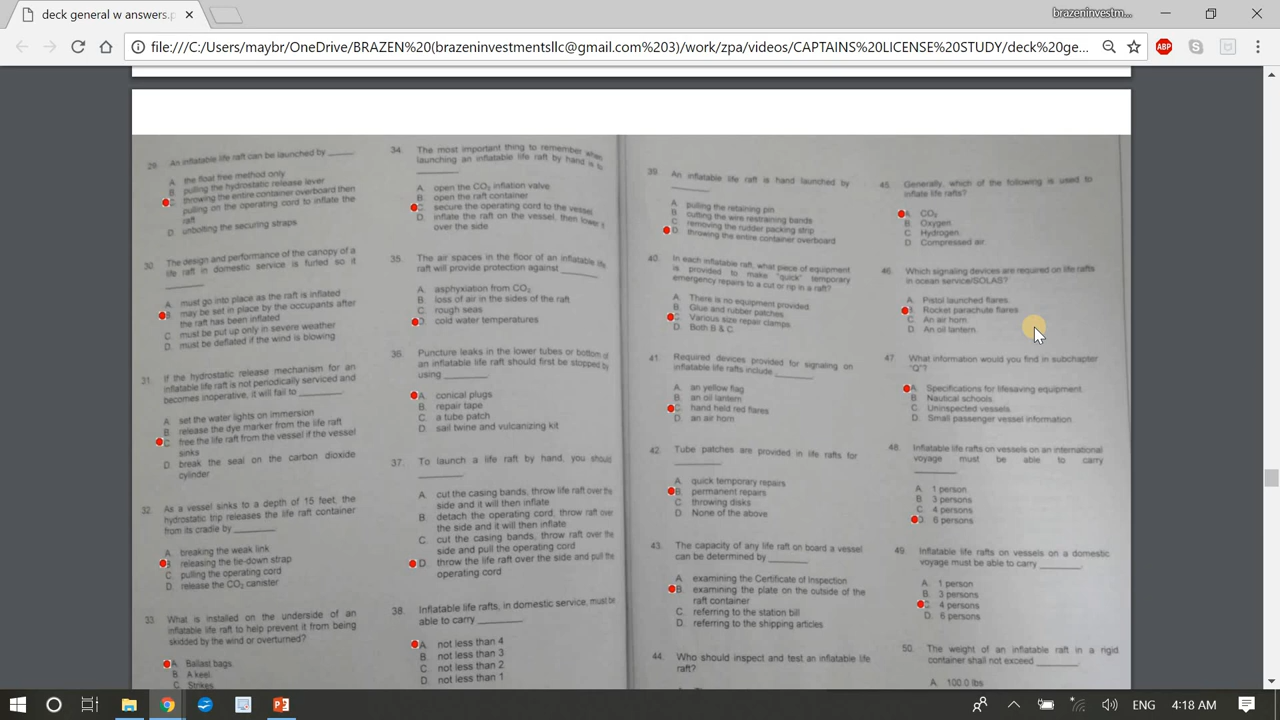 deck general w answers.p
brazeninvestm...
file:///C:/Users/maybr/OneDrive/BRAZEN%20(brazeninvestmentsllc@gmail.com%203)/work/zpa/videos/CAPTAINS%20LICENSE%20STUDY/deck%20ge...
ABP
29. An inflatable life raft can be launched by
A. the float free method only
B. pulling the hydrostatic release lever
C. throwing the entire container overboard then
pulling on the operating cord to inflate the
raft
D. unbolting the securing straps
30. The design and performance of the canopy of a
life raft in domestic service is furled so it
A. must go into place as the raft is inflated
B. may be set in place by the occupants after
the raft has been inflated
C. must be put up only in severe weather
D. must be deflated if the wind is blowing
31. If the hydrostatic release mechanism for an
inflatable life raft is not periodically serviced and
becomes inoperative, it will fail to
A. set the water lights on immersion
B. release the dye marker from the life raft
C. free the life raft from the vessel if the vessel
sinks
D. break the seal on the carbon dioxide
cylinder
32. As a vessel sinks to a depth of 15 feet, the
hydrostatic trip releases the life raft container
from its cradle by
A. breaking the weak link
B. releasing the tie-down strap
C. pulling the operating cord
D. release the CO2 canister
33. What is installed on the underside of an
inflatable life raft to help prevent it from being
skidded by the wind or overturned?
A. Ballast bags.
B. A keel.
C. Strikes.
34. The most important thing to remember when
launching an inflatable life raft by hand is to
A. open the CO2 inflation valve
B. open the raft container
C. secure the operating cord to the vessel
D. inflate the raft on the vessel, then lower it
over the side
35. The air spaces in the floor of an inflatable life
raft will provide protection against
A. asphyxiation from CO2
B. loss of air in the sides of the raft
C. rough seas
D. cold water temperatures
36. Puncture leaks in the lower tubes or bottom of
an inflatable life raft should first be stopped by
using
A. conical plugs
B. repair tape
C. a tube patch
D. sail twine and vulcanizing kit
37. To launch a life raft by hand, you should
A. cut the casing bands, throw life raft over the
side and it will then inflate
B. detach the operating cord, throw raft over
the side and it will then inflate
C. cut the casing bands, throw raft over the
side and pull the operating cord
D. throw the life raft over the side and pull the
operating cord
38. Inflatable life rafts, in domestic service, must be
able to carry
A. not less than 4
B. not less than 3
C. not less than 2
D. not less than 1
39. An inflatable life raft is hand launched by
A. pulling the retaining pin
B. cutting the wire restraining bands
C. removing the rudder packing strip
D. throwing the entire container overboard
40. In each inflatable raft, what piece of equipment
is provided to make "quick" temporary
emergency repairs to a cut or rip in a raft?
A. There is no equipment provided.
B. Glue and rubber patches.
C. Various size repair clamps.
D. Both B & C.
41. Required devices provided for signaling on
inflatable life rafts include
A. an yellow flag
B. an oil lantern
C. hand held red flares
D. an air horn
42. Tube patches are provided in life rafts for
A. quick temporary repairs
B. permanent repairs
C. throwing disks
D. None of the above
43. The capacity of any life raft on board a vessel
can be determined by
A. examining the Certificate of Inspection
B. examining the plate on the outside of the
raft container
C. referring to the station bill
D. referring to the shipping articles
44. Who should inspect and test an inflatable life
raft?
45. Generally, which of the following is used to
inflate life rafts?
A. CO2
B. Oxygen.
C. Hydrogen.
D. Compressed air.
46. Which signaling devices are required on life rafts
in ocean service/SOLAS?
A. Pistol launched flares.
B. Rocket parachute flares
C. An air horn.
D. An oil lantern.
47. What information would you find in subchapter
"Q"?
A. Specifications for lifesaving equipment.
B. Nautical schools.
C. Uninspected vessels.
D. Small passenger vessel information.
48. Inflatable life rafts on vessels on an international
voyage must be able to carry
A. 1 person
B. 3 persons
C. 4 persons
D. 6 persons
49. Inflatable life rafts on vessels on a domestic
voyage must be able to carry
A. 1 person
B. 3 persons
C. 4 persons
D. 6 persons
50. The weight of an inflatable raft in a rigid
container shall not exceed
A. 100.0 lbs
ENG
4:18 AM